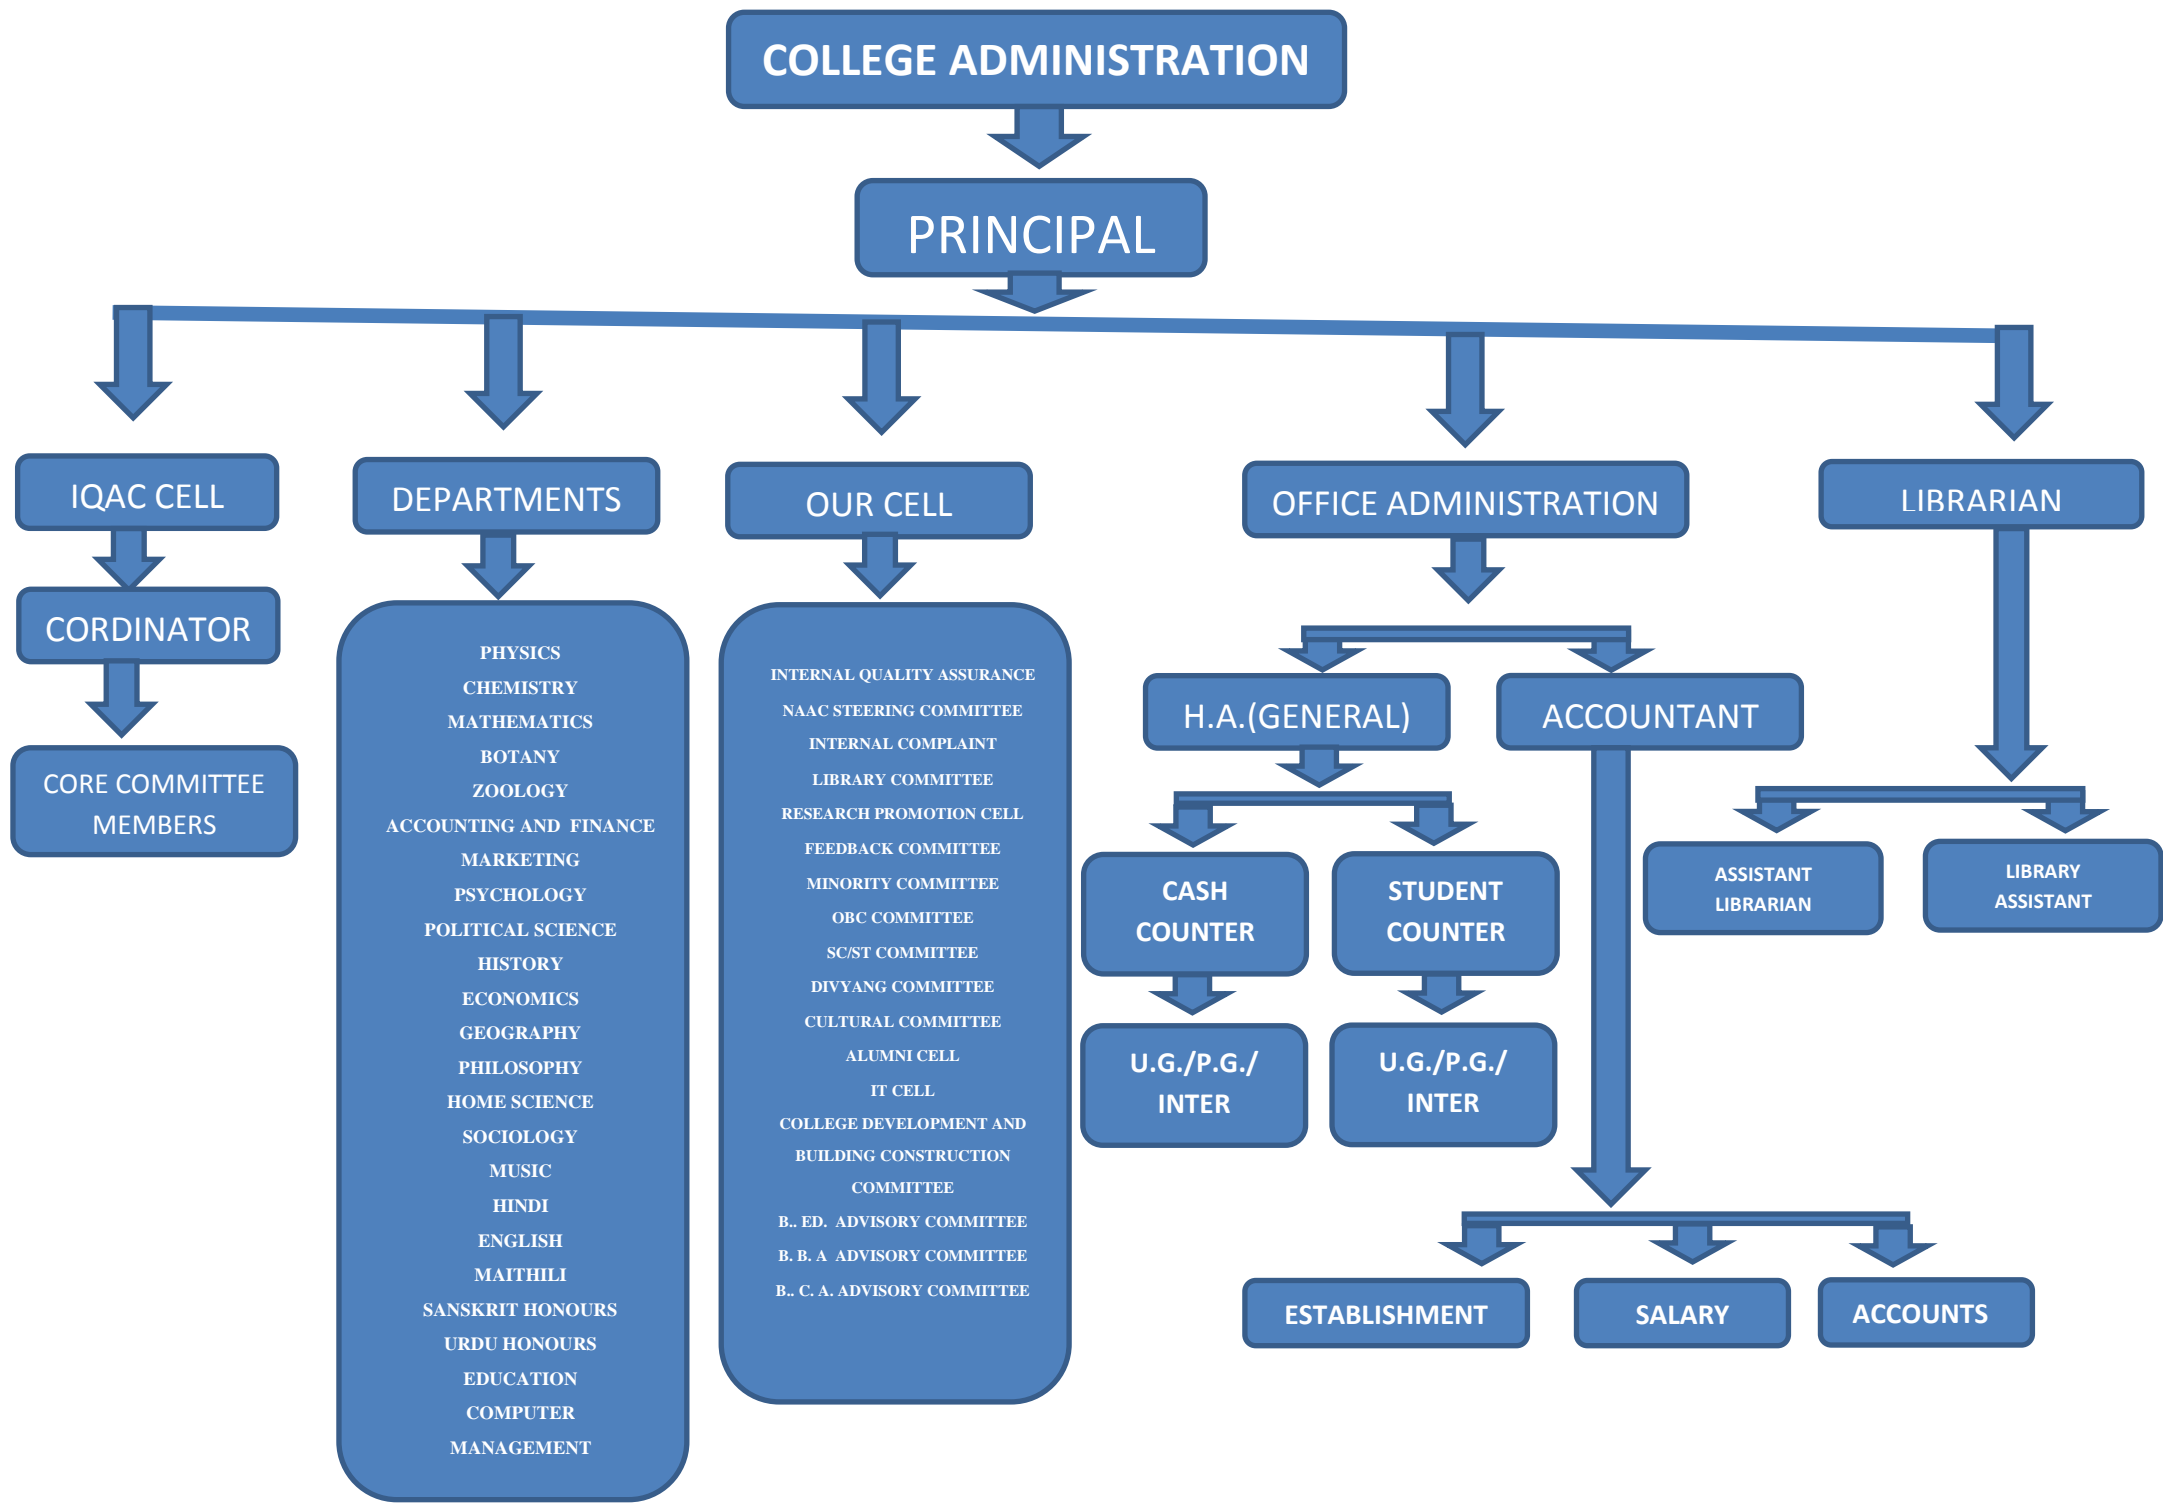 COLLEGE ADMINISTRATION
PRINCIPAL
IQAC CELL
CORDINATOR
CORE COMMITTEE
MEMBERS
DEPARTMENTS
PHYSICS
CHEMISTRY
MATHEMATICS
BOTANY
ZOOLOGY
ACCOUNTING AND FINANCE
MARKETING
PSYCHOLOGY
POLITICAL SCIENCE
HISTORY
ECONOMICS
GEOGRAPHY
PHILOSOPHY
HOME SCIENCE
SOCIOLOGY
MUSIC
HINDI
ENGLISH
MAITHILI
SANSKRIT HONOURS
URDU HONOURS
EDUCATION
COMPUTER
MANAGEMENT
OUR CELL
INTERNAL QUALITY ASSURANCE
NAAC STEERING COMMITTEE
INTERNAL COMPLAINT
LIBRARY COMMITTEE
RESEARCH PROMOTION CELL
FEEDBACK COMMITTEE
MINORITY COMMITTEE
OBC COMMITTEE
SC/ST COMMITTEE
DIVYANG COMMITTEE
CULTURAL COMMITTEE
ALUMNI CELL
IT CELL
COLLEGE DEVELOPMENT AND
BUILDING CONSTRUCTION
COMMITTEE
B.. ED. ADVISORY COMMITTEE
B. B. A ADVISORY COMMITTEE
B.. C. A. ADVISORY COMMITTEE
OFFICE ADMINISTRATION
H.A.(GENERAL)
CASH
COUNTER
U.G./P.G./
INTER
STUDENT
COUNTER
U.G./P.G./
INTER
ACCOUNTANT
ESTABLISHMENT
SALARY
ACCOUNTS
LIBRARIAN
ASSISTANT
LIBRARIAN
LIBRARY
ASSISTANT